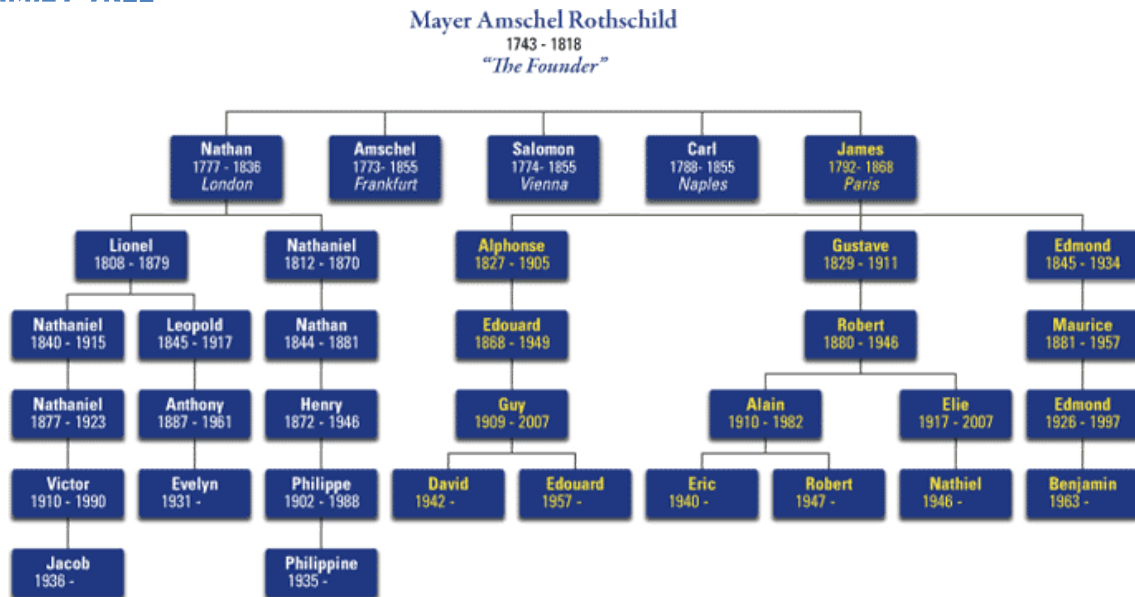 Mayer Amschel Rothschild
1743 - 1818
"The Founder"
Nathan
1777 - 1836
London
Amschel
1773- 1855
Frankfurt
Salomon
1774- 1855
Vienna
Carl
1788- 1855
Naples
James
1792- 1868
Paris
Lionel
1808 - 1879
Nathaniel
1812 - 1870
Alphonse
1827 - 1905
Gustave
1829 - 1911
Edmond
1845 - 1934
Nathaniel
1840 - 1915
Leopold
1845 - 1917
Nathan
1844 - 1881
Edouard
1868 - 1949
Robert
1880 - 1946
Maurice
1881 - 1957
Nathaniel
1877 - 1923
Anthony
1887 - 1961
Henry
1872 - 1946
Guy
1909 - 2007
Alain
1910 - 1982
Elie
1917 - 2007
Edmond
1926 - 1997
Victor
1910 - 1990
Evelyn
1931 -
Philippe
1902 - 1988
David
1942 -
Edouard
1957 -
Eric
1940 -
Robert
1947 -
Nathiel
1946 -
Benjamin
1963 -
Jacob
1936 -
Philippine
1935 -